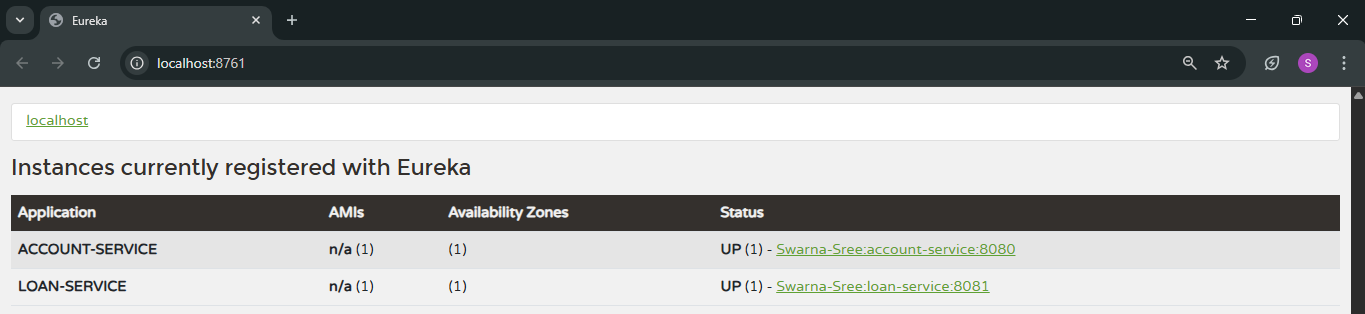 Eureka
localhost:8761
S
localhost
Instances currently registered with Eureka
Application AMIs Availability Zones Status
ACCOUNT-SERVICE n/a (1) (1) UP (1) - Swarna-Sree:account-service:8080
LOAN-SERVICE n/a (1) (1) UP (1) - Swarna-Sree:loan-service:8081